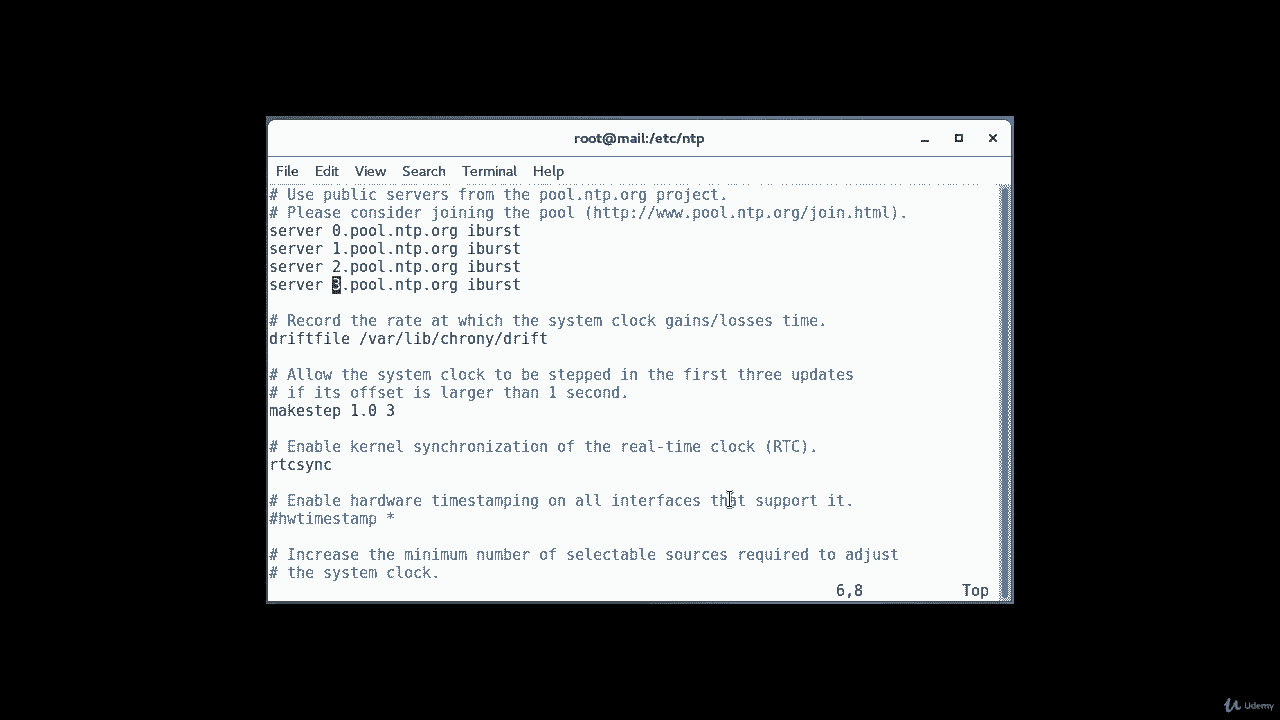 root@mail:/etc/ntp
File Edit View Search Terminal Help
# Use public servers from the pool.ntp.org project.
# Please consider joining the pool (http://www.pool.ntp.org/join.html).
server 0.pool.ntp.org iburst
server 1.pool.ntp.org iburst
server 2.pool.ntp.org iburst
server 3.pool.ntp.org iburst
# Record the rate at which the system clock gains/losses time.
driftfile /var/lib/chrony/drift
# Allow the system clock to be stepped in the first three updates
# if its offset is larger than 1 second.
makestep 1.0 3
# Enable kernel synchronization of the real-time clock (RTC).
rtcsync
# Enable hardware timestamping on all interfaces that support it.
#hwtimestamp *
# Increase the minimum number of selectable sources required to adjust
# the system clock.
6,8 Top
Udemy